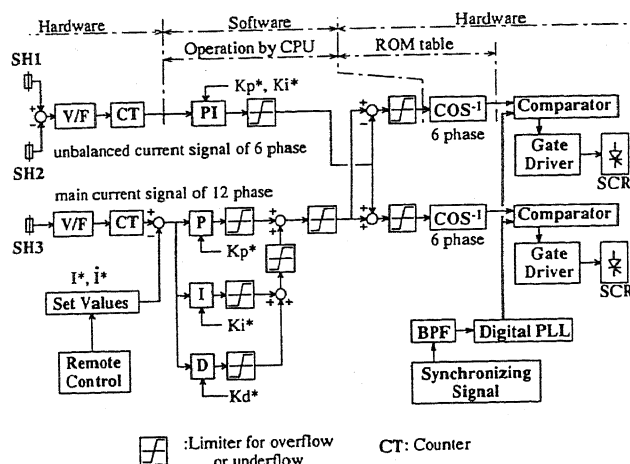 Hardware Software Hardware
Operation by CPU ROM table
SH1
Kp*, Ki*
V/F CT PI COS-1 Comparator
6 phase
SH2
unbalanced current signal of 6 phase
Gate
Driver
SCR
main current signal of 12 phase
SH3
V/F CT P COS-1 Comparator
6 phase
Kp*
I*, İ*
Set Values
Gate
Driver
SCR
I
Ki*
Remote
Control
BPF Digital PLL
D
Kd*
Synchronizing
Signal
:Limiter for overflow
or underflow
CT: Counter